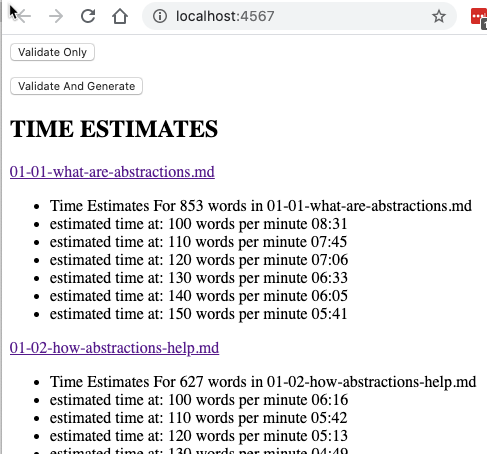 localhost:4567
Validate Only
Validate And Generate
TIME ESTIMATES
01-01-what-are-abstractions.md
Time Estimates For 853 words in 01-01-what-are-abstractions.md
estimated time at: 100 words per minute 08:31
estimated time at: 110 words per minute 07:45
estimated time at: 120 words per minute 07:06
estimated time at: 130 words per minute 06:33
estimated time at: 140 words per minute 06:05
estimated time at: 150 words per minute 05:41
01-02-how-abstractions-help.md
Time Estimates For 627 words in 01-02-how-abstractions-help.md
estimated time at: 100 words per minute 06:16
estimated time at: 110 words per minute 05:42
estimated time at: 120 words per minute 05:13
estimated time at: 130 words per minute 04:49